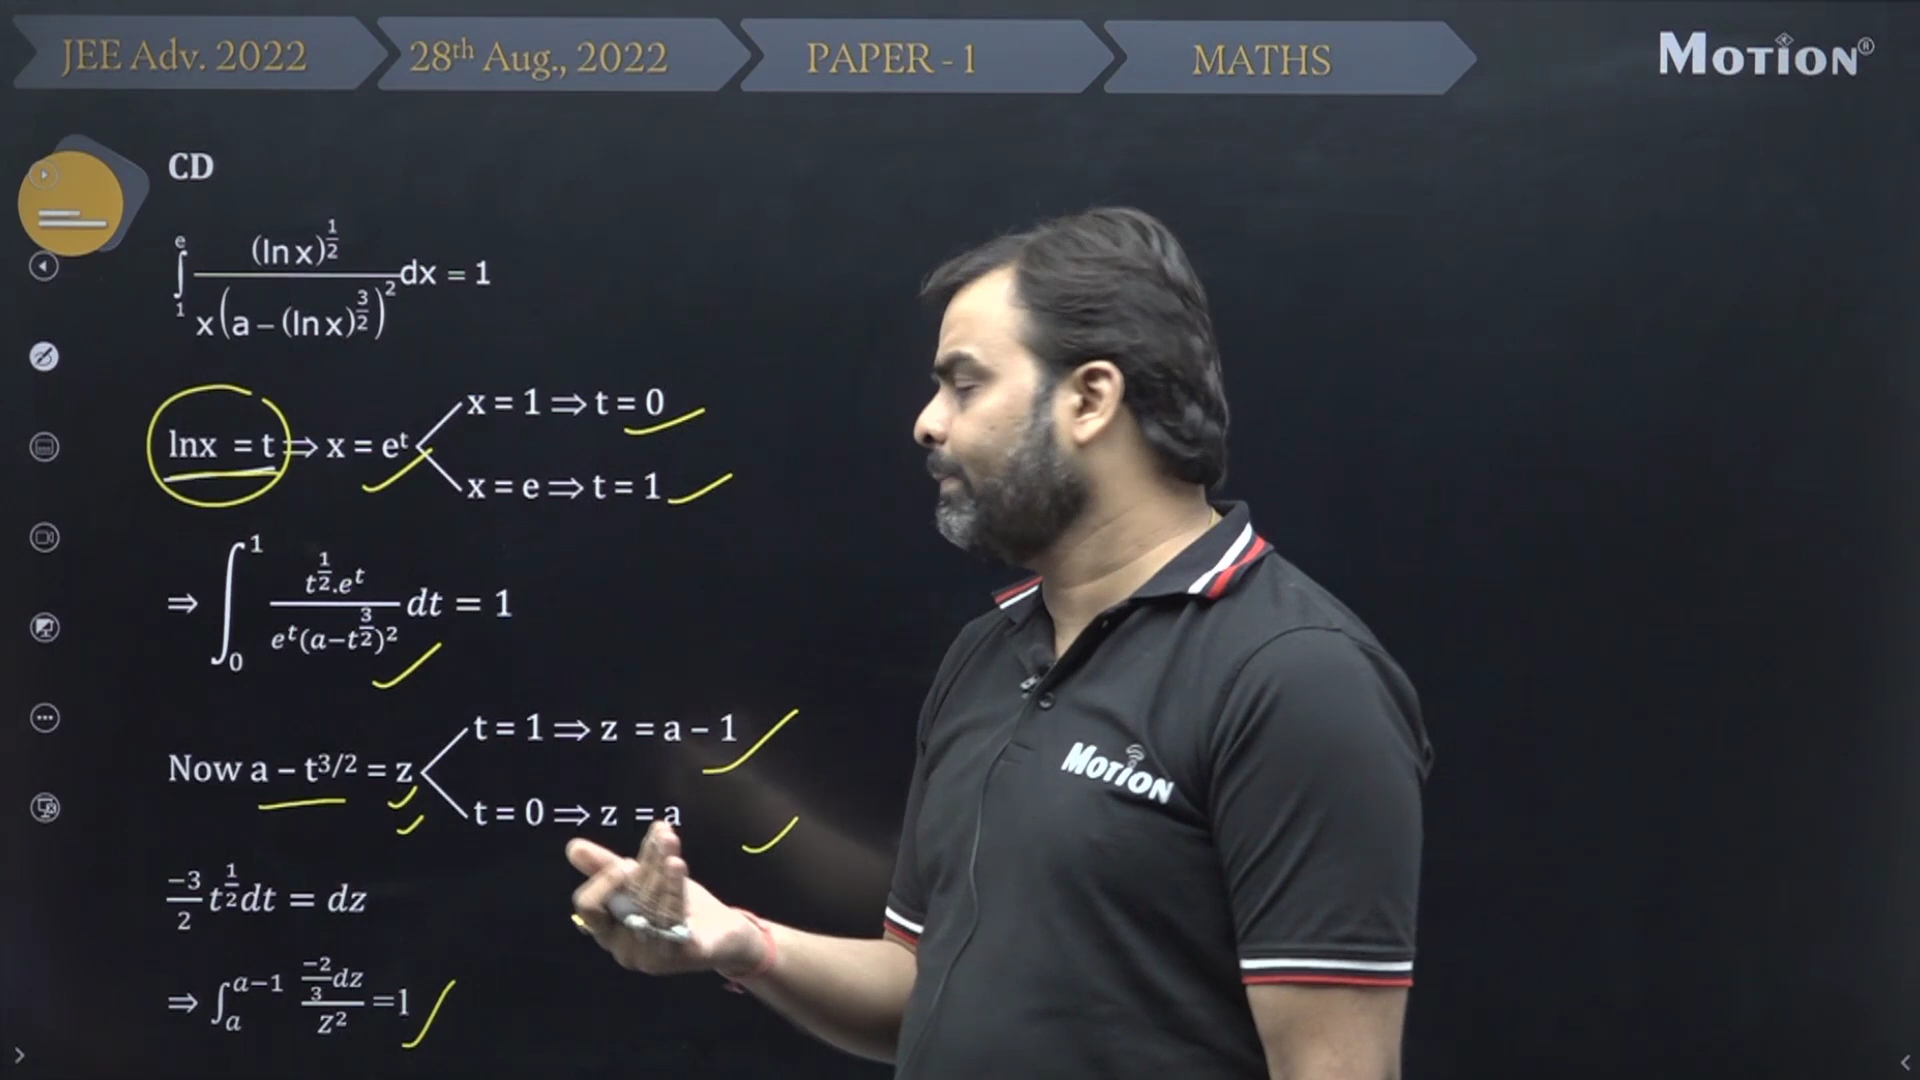 JEE Adv. 2022 28th Aug., 2022 PAPER - 1 MATHS MOTION®
CD
∫₁ᵉ (ln x)^(1/2) / x(a − (ln x)^(3/2))² dx = 1
lnx = t ⇒ x = eᵗ
x = 1 ⇒ t = 0
x = e ⇒ t = 1
⇒ ∫₀¹ t^(1/2).eᵗ / eᵗ(a−t^(3/2))² dt = 1
Now a − t^(3/2) = z
t = 1 ⇒ z = a − 1
t = 0 ⇒ z = a
−3/2 t^(1/2) dt = dz
⇒ ∫ₐ^(a−1) (−2/3 dz) / z² = 1
MOTION